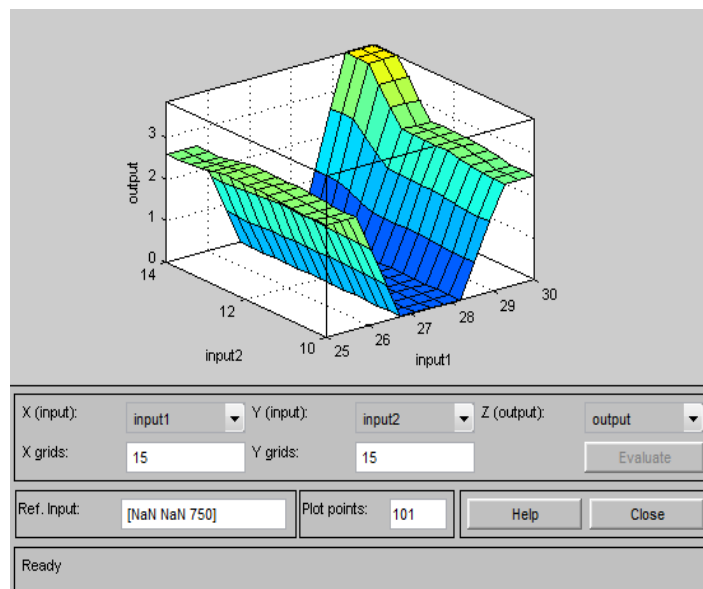 3
2
1
0
output
14
12
10
input2
25
26
27
28
29
30
input1
X (input):
input1
Y (input):
input2
Z (output):
output
X grids:
15
Y grids:
15
Evaluate
Ref. Input:
[NaN NaN 750]
Plot points:
101
Help
Close
Ready